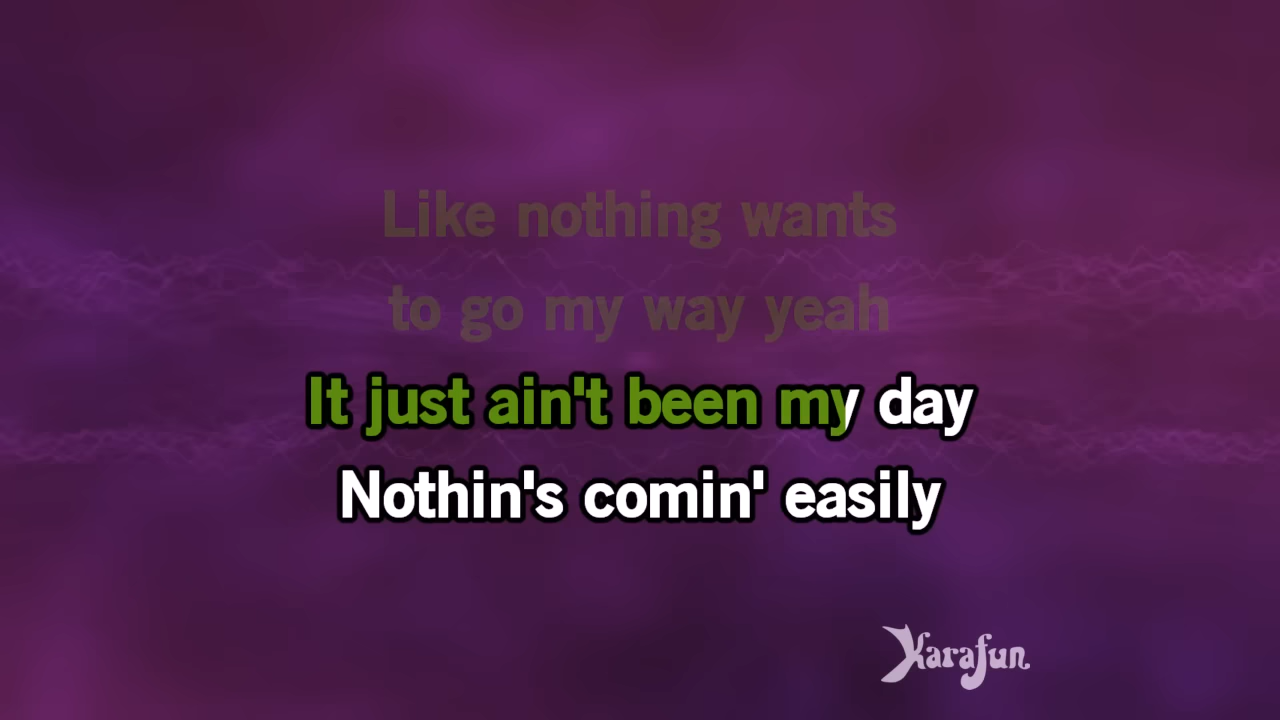 Like nothing wants
to go my way yeah
It just ain't been my day
Nothin's comin' easily
Karafun